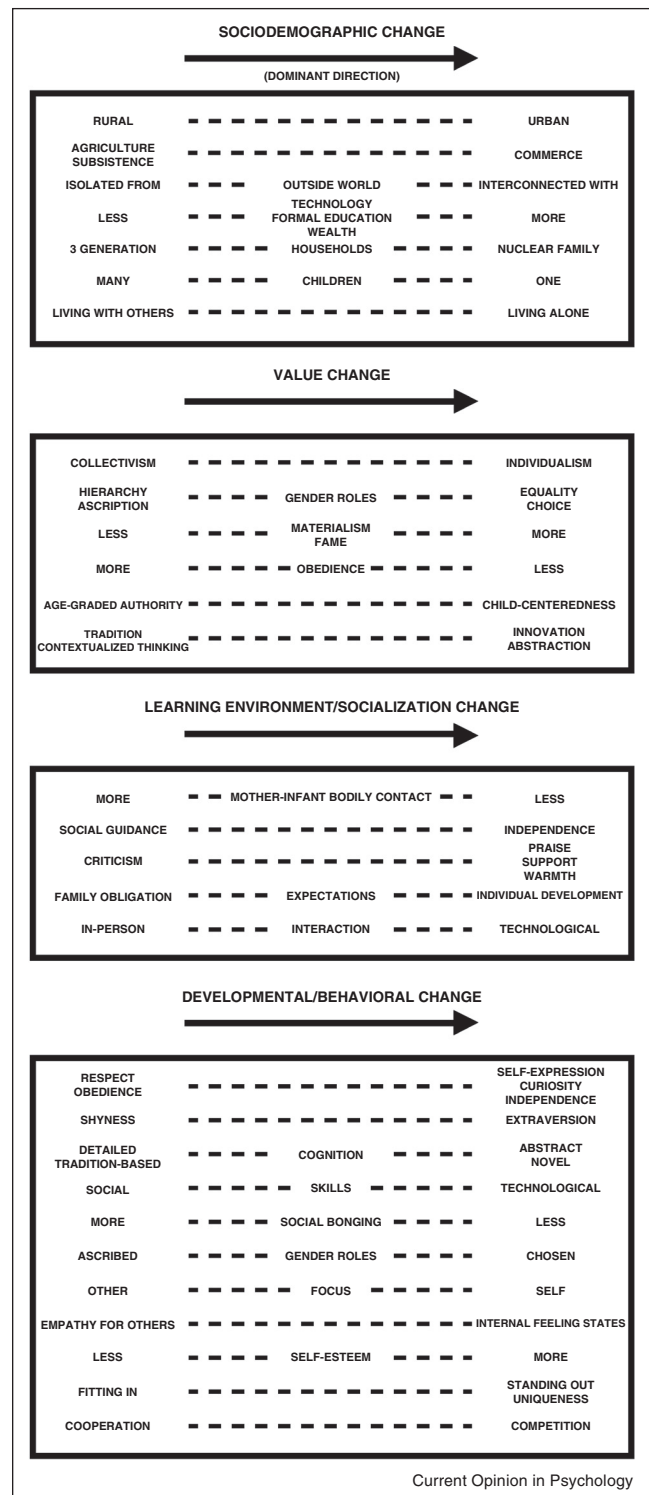 SOCIODEMOGRAPHIC CHANGE
(DOMINANT DIRECTION)
RURAL URBAN
AGRICULTURE
SUBSISTENCE
COMMERCE
ISOLATED FROM OUTSIDE WORLD INTERCONNECTED WITH
LESS
TECHNOLOGY
FORMAL EDUCATION
WEALTH
MORE
3 GENERATION HOUSEHOLDS NUCLEAR FAMILY
MANY CHILDREN ONE
LIVING WITH OTHERS LIVING ALONE
VALUE CHANGE
COLLECTIVISM INDIVIDUALISM
HIERARCHY
ASCRIPTION
GENDER ROLES
EQUALITY
CHOICE
LESS
MATERIALISM
FAME
MORE
MORE OBEDIENCE LESS
AGE-GRADED AUTHORITY CHILD-CENTEREDNESS
TRADITION
CONTEXTUALIZED THINKING
INNOVATION
ABSTRACTION
LEARNING ENVIRONMENT/SOCIALIZATION CHANGE
MORE MOTHER-INFANT BODILY CONTACT LESS
SOCIAL GUIDANCE INDEPENDENCE
CRITICISM
PRAISE
SUPPORT
WARMTH
FAMILY OBLIGATION EXPECTATIONS INDIVIDUAL DEVELOPMENT
IN-PERSON INTERACTION TECHNOLOGICAL
DEVELOPMENTAL/BEHAVIORAL CHANGE
RESPECT
OBEDIENCE
SELF-EXPRESSION
CURIOSITY
INDEPENDENCE
SHYNESS EXTRAVERSION
DETAILED
TRADITION-BASED
COGNITION
ABSTRACT
NOVEL
SOCIAL SKILLS TECHNOLOGICAL
MORE SOCIAL BONGING LESS
ASCRIBED GENDER ROLES CHOSEN
OTHER FOCUS SELF
EMPATHY FOR OTHERS INTERNAL FEELING STATES
LESS SELF-ESTEEM MORE
FITTING IN
STANDING OUT
UNIQUENESS
COOPERATION COMPETITION
Current Opinion in Psychology